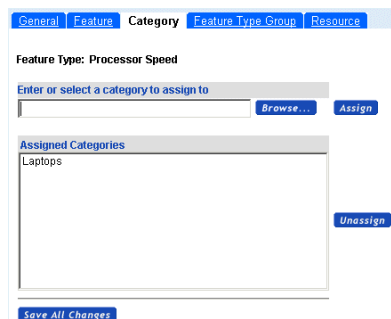 General Feature Category Feature Type Group Resource
Feature Type: Processor Speed
Enter or select a category to assign to
Browse... Assign
Assigned Categories
Laptops
Unassign
Save All Changes